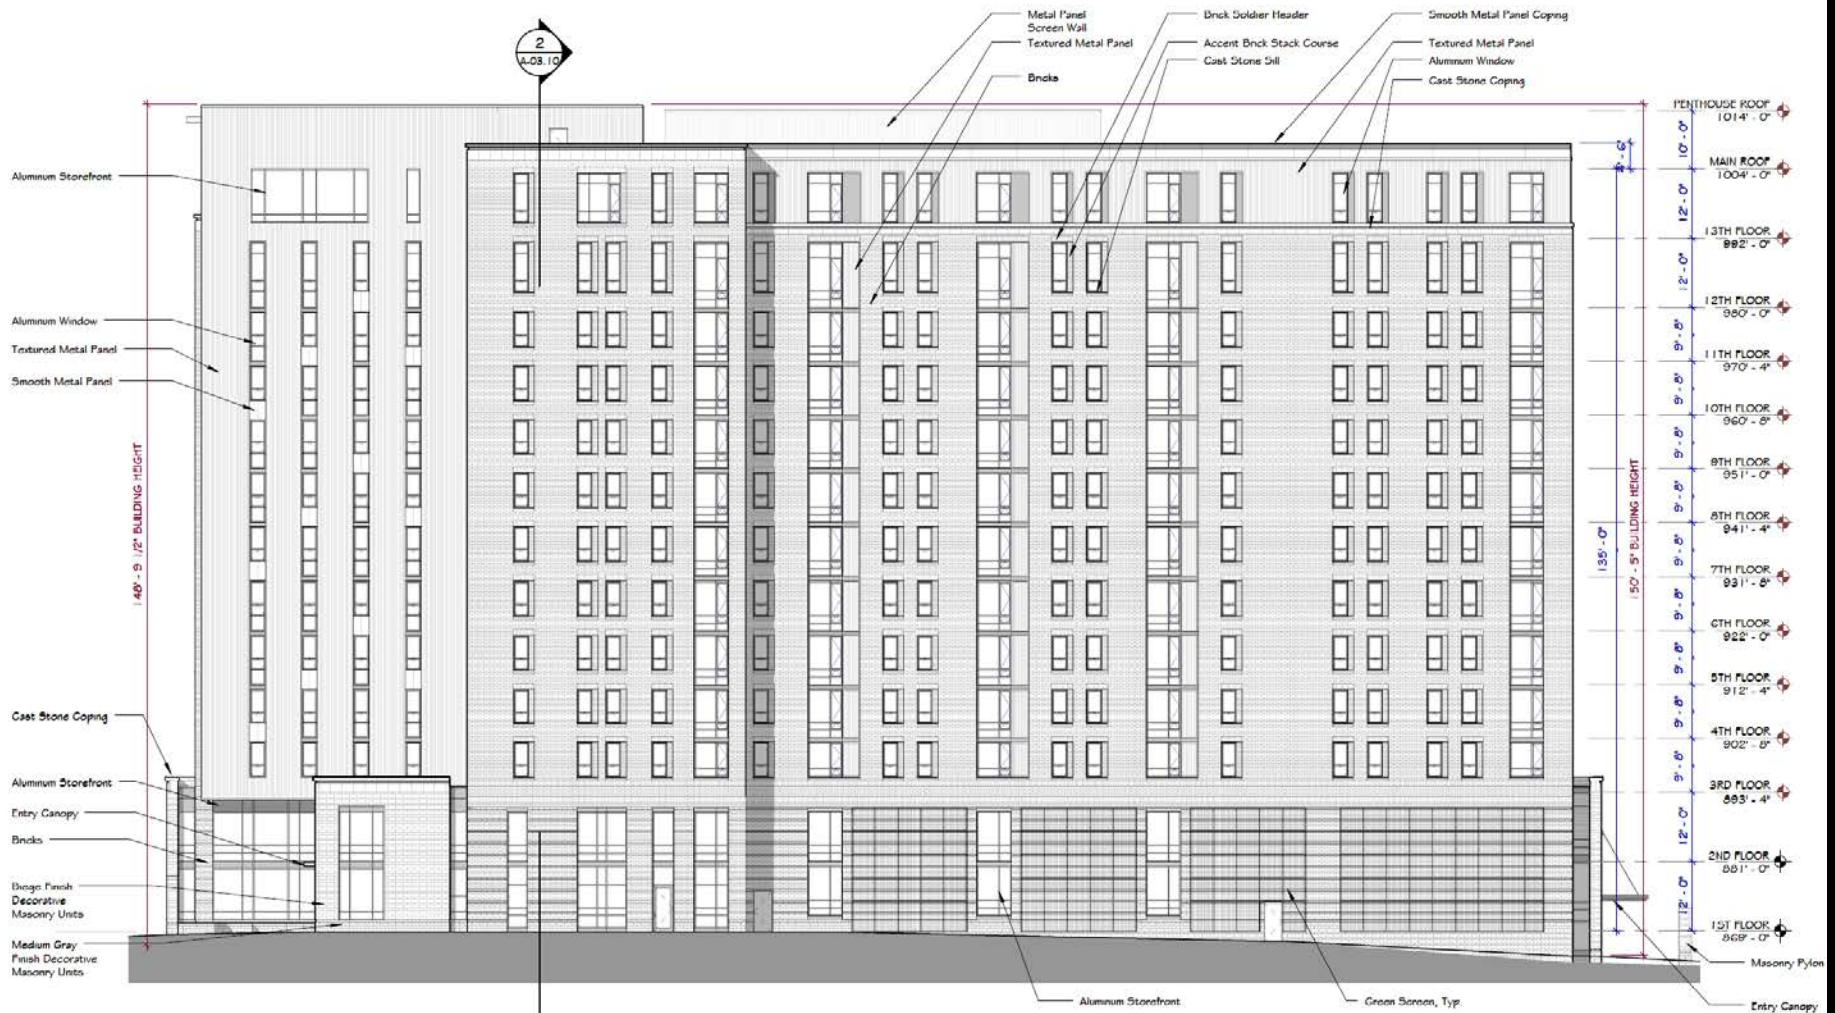 2
A-03.10
Metal Panel
Screen Wall
Textured Metal Panel
Bricks
Brick Soldier Header
Accent Brick Stack Course
Cast Stone Sill
Smooth Metal Panel Coping
Textured Metal Panel
Aluminum Window
Cast Stone Coping
Aluminum Storefront
Aluminum Window
Textured Metal Panel
Smooth Metal Panel
Cast Stone Coping
Aluminum Storefront
Entry Canopy
Bricks
Biege Finish
Decorative
Masonry Units
Medium Gray
Finish Decorative
Masonry Units
148' - 9 1/2" BUILDING HEIGHT
135' - 0"
150' - 5" BUILDING HEIGHT
10' - 0"
12' - 0"
12' - 0"
9' - 8"
9' - 8"
9' - 8"
9' - 8"
9' - 8"
9' - 8"
9' - 8"
9' - 8"
9' - 8"
12' - 0"
12' - 0"
PENTHOUSE ROOF
1014' - 0"
MAIN ROOF
1004' - 0"
13TH FLOOR
992' - 0"
12TH FLOOR
980' - 0"
11TH FLOOR
970' - 4"
10TH FLOOR
960' - 8"
9TH FLOOR
951' - 0"
8TH FLOOR
941' - 4"
7TH FLOOR
931' - 8"
6TH FLOOR
922' - 0"
5TH FLOOR
912' - 4"
4TH FLOOR
902' - 8"
3RD FLOOR
893' - 4"
2ND FLOOR
881' - 0"
1ST FLOOR
869' - 0"
Masonry Pylon
Entry Canopy
Aluminum Storefront
Green Screen, Typ.